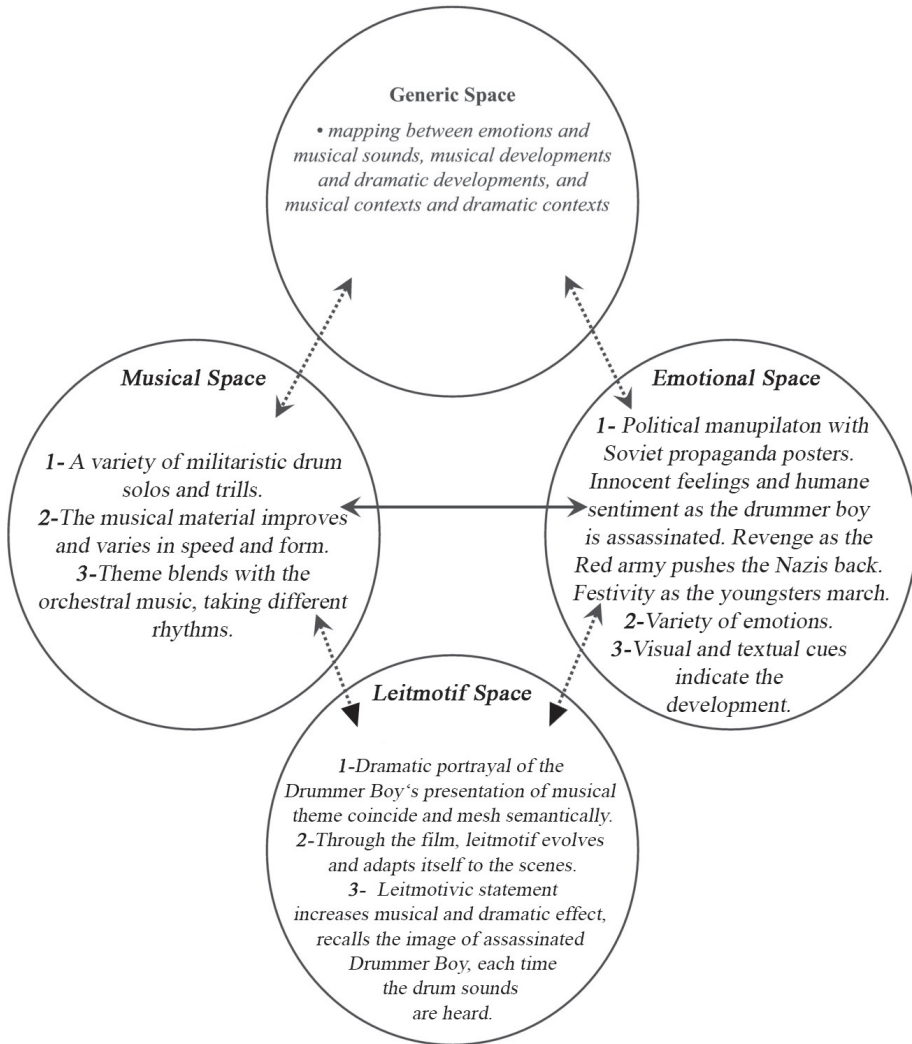 Generic Space
• mapping between emotions and
musical sounds, musical developments
and dramatic developments, and
musical contexts and dramatic contexts
Musical Space
1- A variety of militaristic drum
solos and trills.
2-The musical material improves
and varies in speed and form.
3-Theme blends with the
orchestral music, taking different
rhythms.
Emotional Space
1- Political manupilaton with
Soviet propaganda posters.
Innocent feelings and humane
sentiment as the drummer boy
is assassinated. Revenge as the
Red army pushes the Nazis back.
Festivity as the youngsters march.
2-Variety of emotions.
3-Visual and textual cues
indicate the
development.
Leitmotif Space
1-Dramatic portrayal of the
Drummer Boy‘s presentation of musical
theme coincide and mesh semantically.
2-Through the film, leitmotif evolves
and adapts itself to the scenes.
3- Leitmotivic statement
increases musical and dramatic effect,
recalls the image of assassinated
Drummer Boy, each time
the drum sounds
are heard.